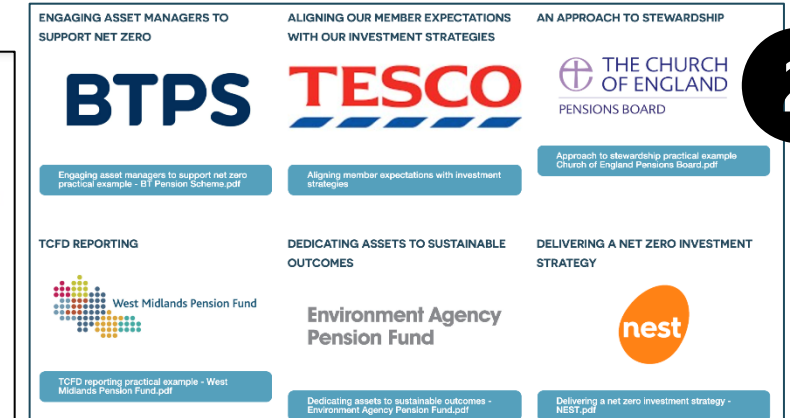 ENGAGING ASSET MANAGERS TO
SUPPORT NET ZERO
BTPS
Engaging asset managers to support net zero
practical example - BT Pension Scheme.pdf
ALIGNING OUR MEMBER EXPECTATIONS
WITH OUR INVESTMENT STRATEGIES
TESCO
Aligning member expectations with investment
strategies
AN APPROACH TO STEWARDSHIP
THE CHURCH
OF ENGLAND
PENSIONS BOARD
Approach to stewardship practical example
Church of England Pensions Board.pdf
TCFD REPORTING
West Midlands Pension Fund
TCFD reporting practical example - West
Midlands Pension Fund.pdf
DEDICATING ASSETS TO SUSTAINABLE
OUTCOMES
Environment Agency
Pension Fund
Dedicating assets to sustainable outcomes -
Environment Agency Pension Fund.pdf
DELIVERING A NET ZERO INVESTMENT
STRATEGY
nest
Delivering a net zero investment strategy -
NEST.pdf